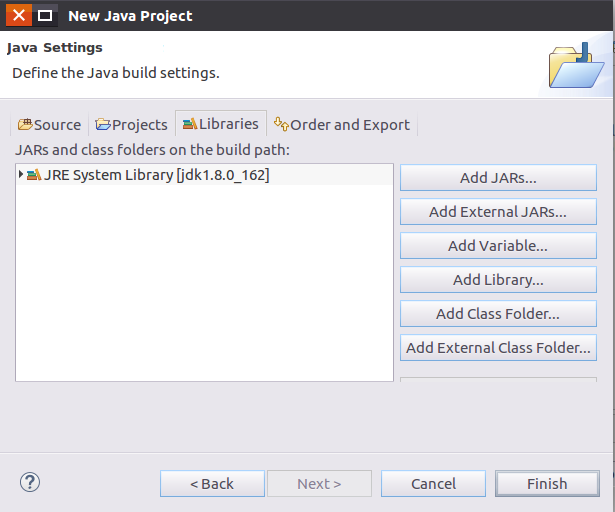 New Java Project
Java Settings
Define the Java build settings.
Source Projects Libraries Order and Export
JARs and class folders on the build path:
JRE System Library [jdk1.8.0_162]
Add JARs...
Add External JARs...
Add Variable...
Add Library...
Add Class Folder...
Add External Class Folder...
?
< Back Next > Cancel Finish